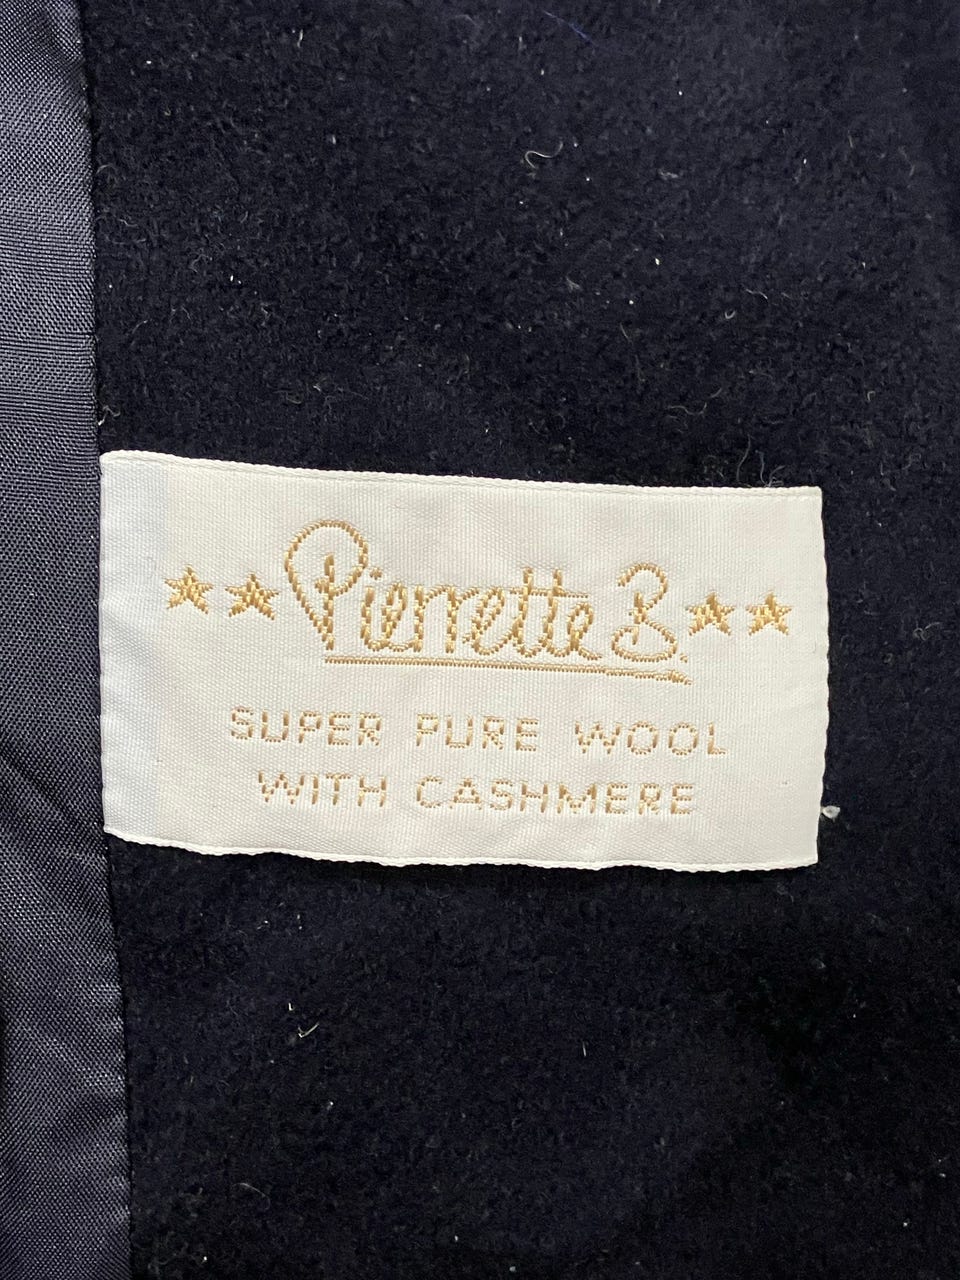 Pierrette B.
SUPER PURE WOOL
WITH CASHMERE